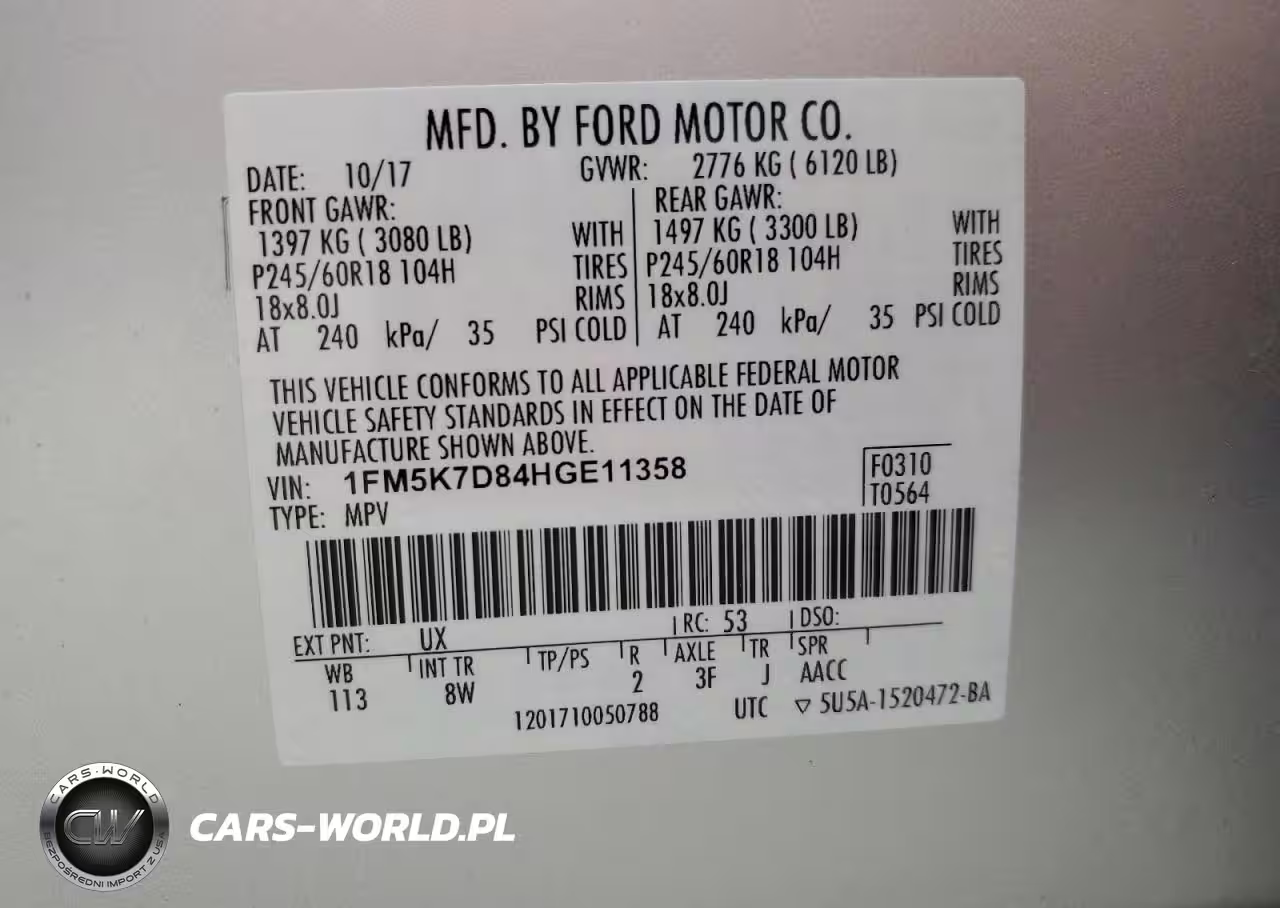 MFD. BY FORD MOTOR CO.
DATE: 10/17 GVWR: 2776 KG ( 6120 LB)
FRONT GAWR: REAR GAWR:
1397 KG ( 3080 LB) WITH 1497 KG ( 3300 LB) WITH
P245/60R18 104H TIRES P245/60R18 104H TIRES
18x8.0J RIMS 18x8.0J RIMS
AT 240 kPa/ 35 PSI COLD AT 240 kPa/ 35 PSI COLD
THIS VEHICLE CONFORMS TO ALL APPLICABLE FEDERAL MOTOR
VEHICLE SAFETY STANDARDS IN EFFECT ON THE DATE OF
MANUFACTURE SHOWN ABOVE.
VIN: 1FM5K7D84HGE11358 F0310
TYPE: MPV T0564
EXT PNT: UX RC: 53 DSO:
WB INT TR TP/PS R AXLE TR SPR
113 8W 2 3F J AACC
1201710050788 UTC ▽ 5U5A-1520472-BA
CARS-WORLD
CW
BEZPOŚREDNI IMPORT Z USA
CARS-WORLD.PL